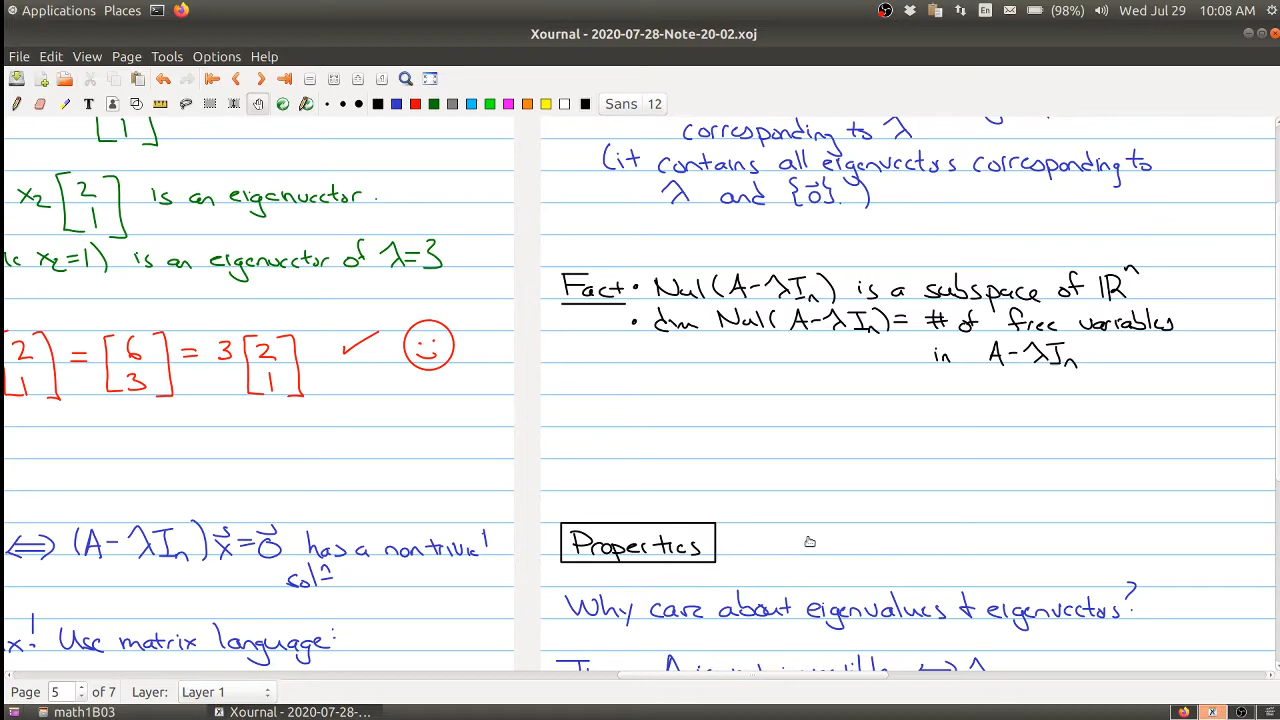 Applications Places
(98%) Wed Jul 29 10:08 AM
Xournal - 2020-07-28-Note-20-02.xoj
File Edit View Page Tools Options Help
Sans 12
[1]
x2 [2 1] is an eigenvector.
x2=1) is an eigenvector of λ=3
2 1] = [6 3] = 3 [2 1] ✓
⟺ (A-λIn)x⃗=0⃗ has a nontrivial
soln
x! Use matrix language:
corresponding to λ
(it contains all eigenvectors corresponding to
λ and {0⃗}.)
Fact • Nul(A-λIn) is a subspace of ℝⁿ
• dim Nul(A-λIn)= # of free variables
in A-λIn
Properties
Why care about eigenvalues + eigenvectors?
Page 5 of 7 Layer: Layer 1
math1B03 Xournal - 2020-07-28-...